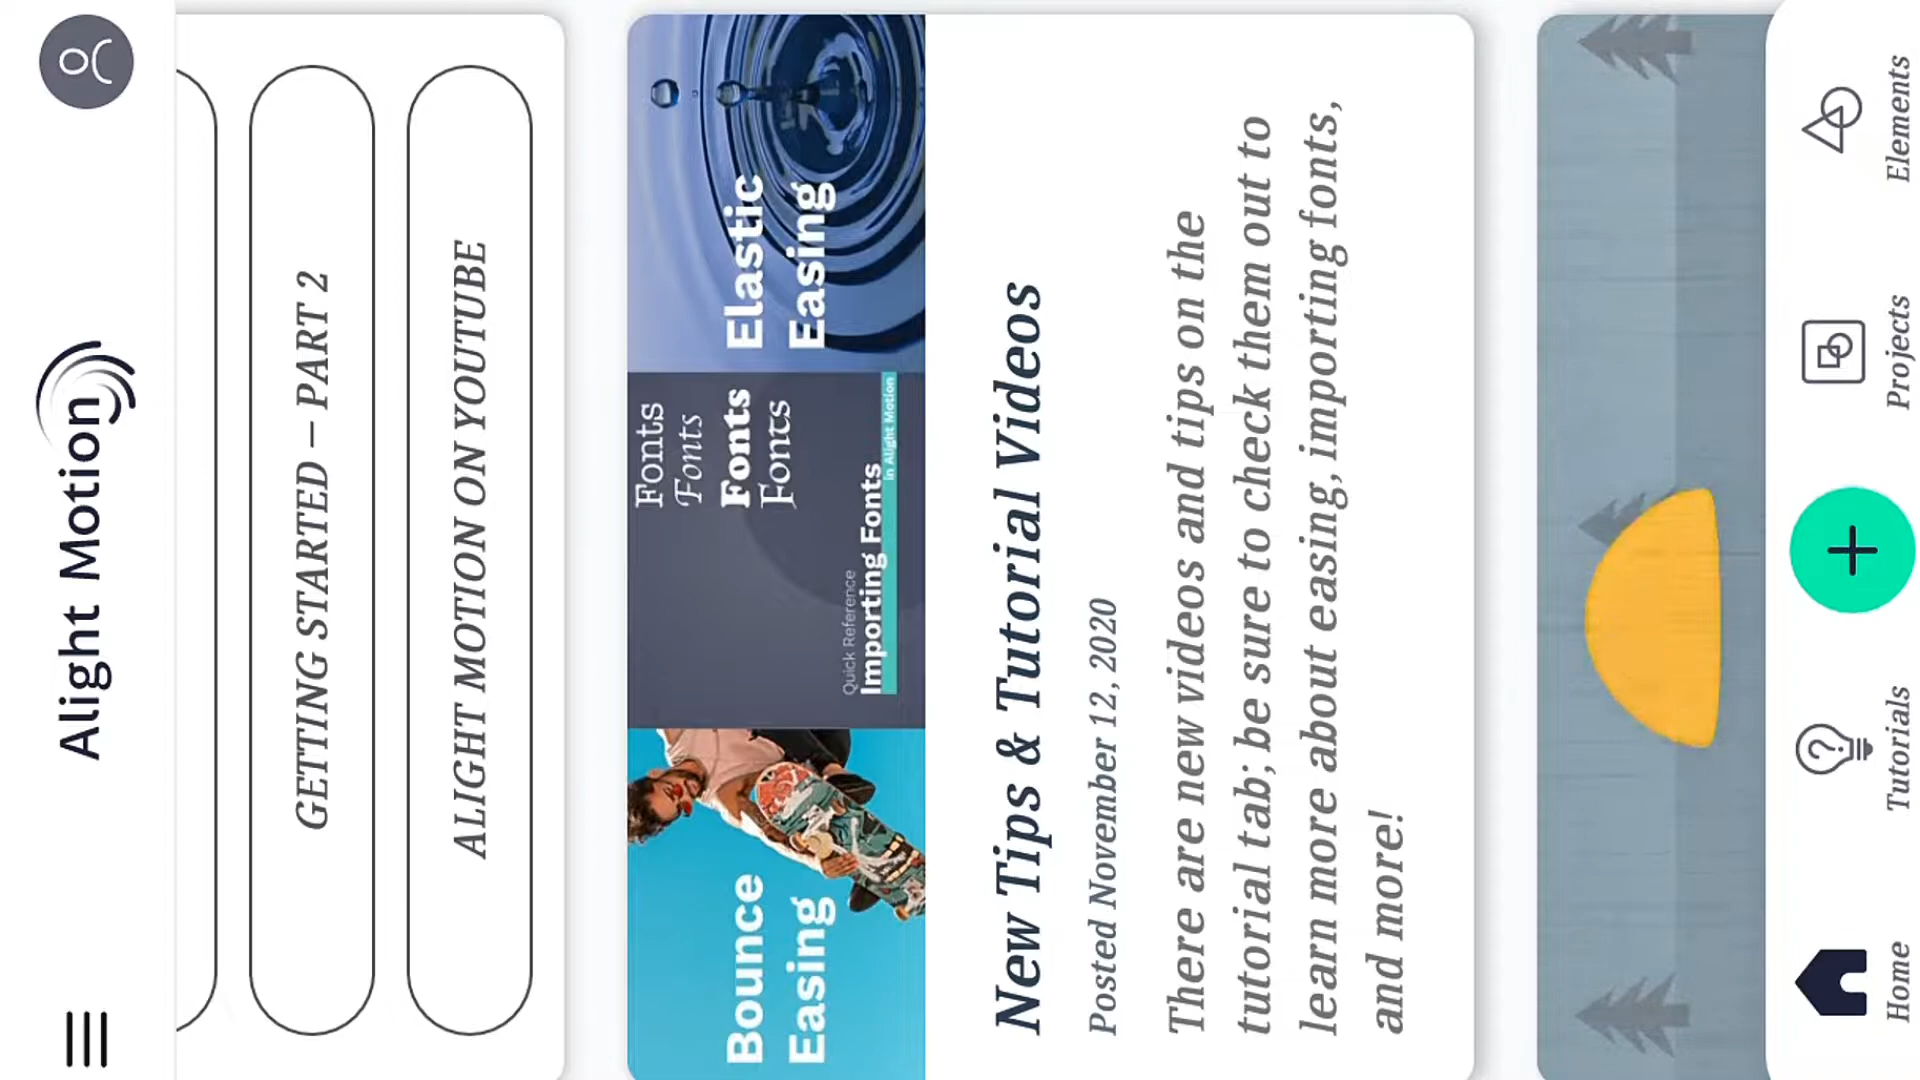 Alight Motion
GETTING STARTED – PART 2
ALIGHT MOTION ON YOUTUBE
Bounce
Easing
Fonts
Fonts
Fonts
Fonts
Quick Reference
Importing Fonts
in Alight Motion
Elastic
Easing
New Tips & Tutorial Videos
Posted November 12, 2020
There are new videos and tips on the
tutorial tab; be sure to check them out to
learn more about easing, importing fonts,
and more!
Home
Tutorials
Projects
Elements